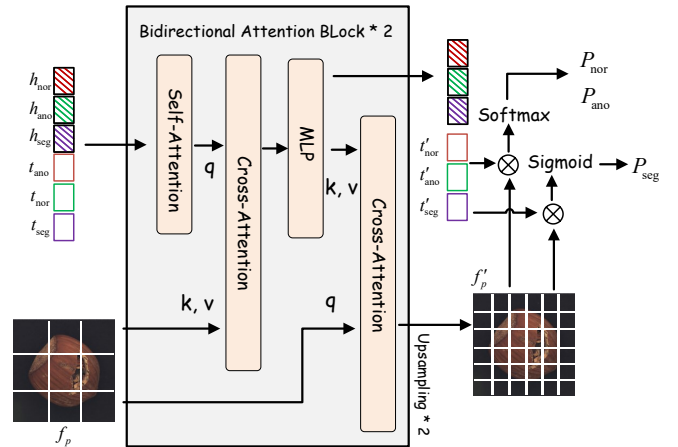 Bidirectional Attention BLock * 2
h_nor
h_ano
h_seg
t_ano
t_nor
t_seg
Self-Attention
q
Cross-Attention
MLP
k, v
Cross-Attention
k, v
q
f_p
Upsampling * 2
t'_nor
t'_ano
t'_seg
Softmax
P_nor
P_ano
Sigmoid
P_seg
f'_p